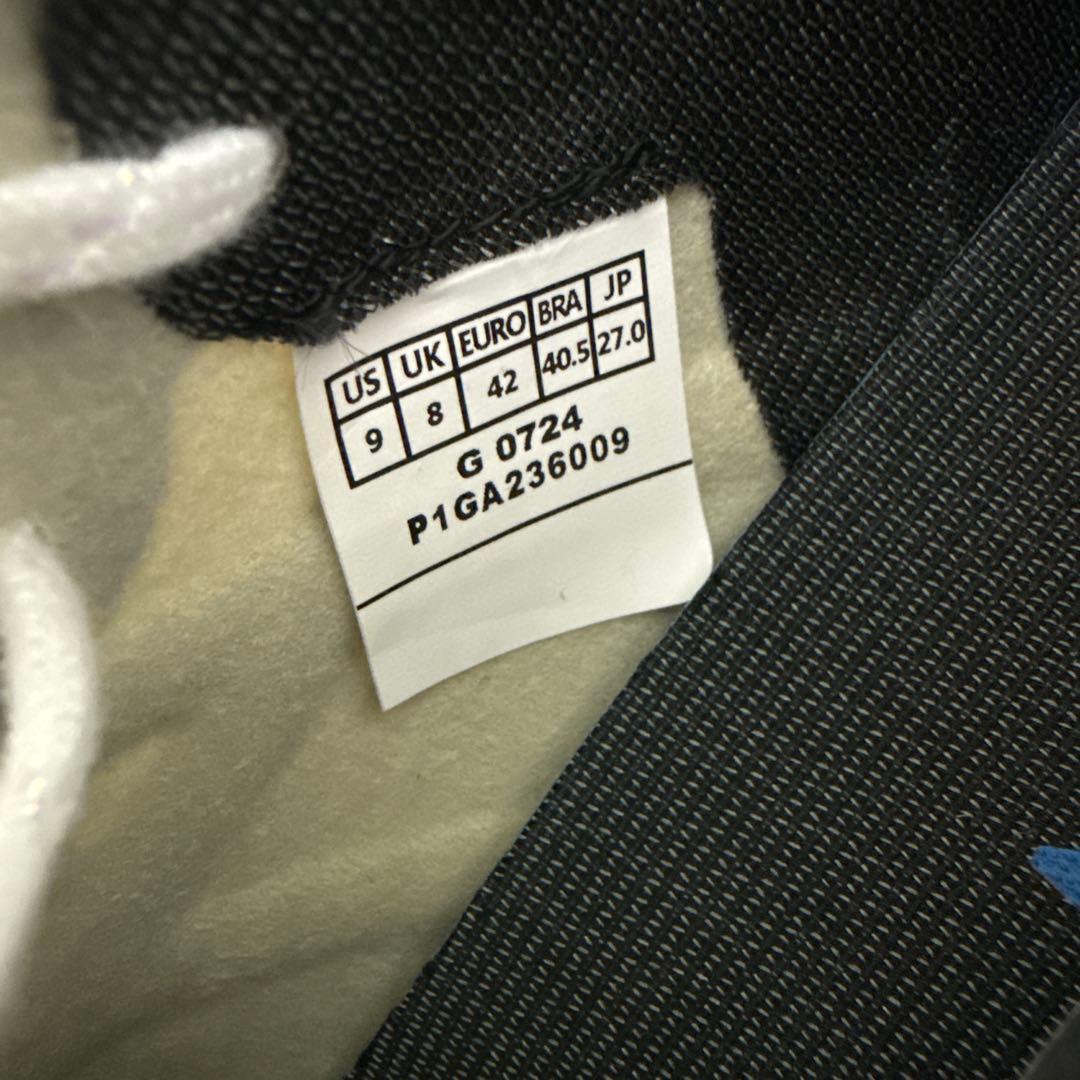 US UK EURO BRA JP
9 8 42 40.5 27.0
G 0724
P1GA236009